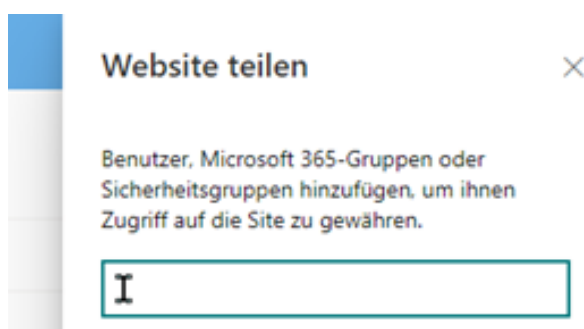 Website teilen
Benutzer, Microsoft 365-Gruppen oder
Sicherheitsgruppen hinzufügen, um ihnen
Zugriff auf die Site zu gewähren.